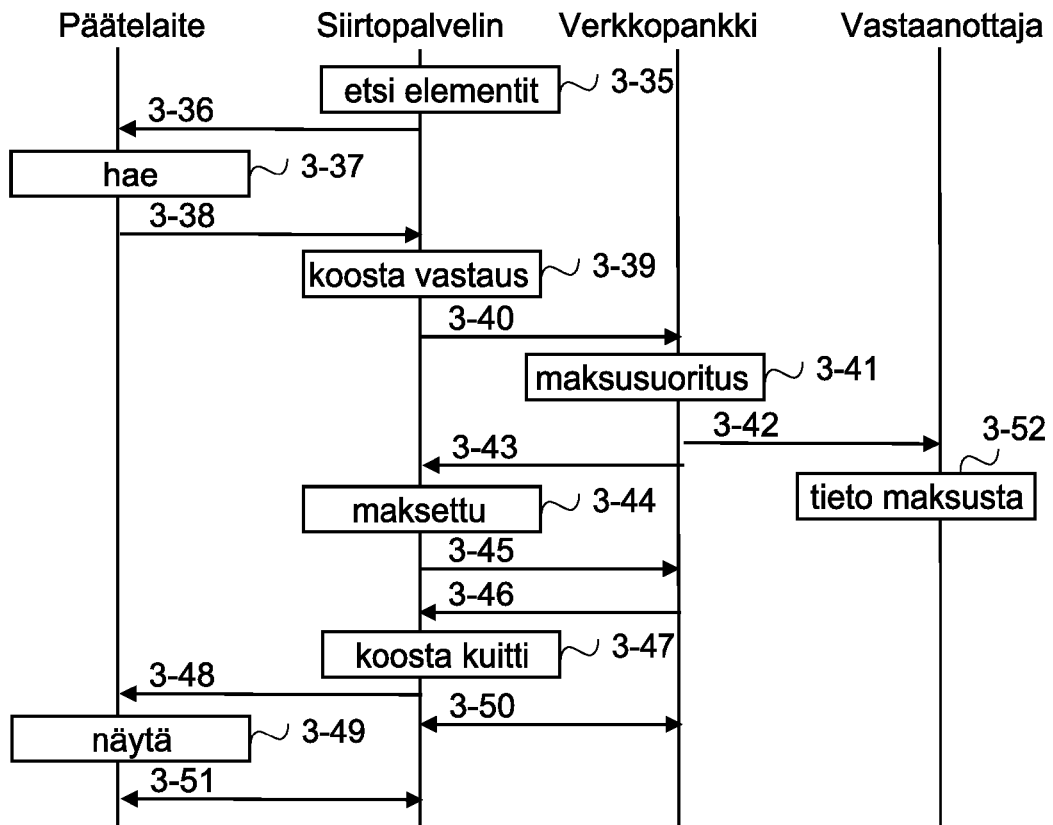 Päätelaite Siirtopalvelin Verkkopankki Vastaanottaja
etsi elementit 3-35
3-36
hae 3-37
3-38
koosta vastaus 3-39
3-40
maksusuoritus 3-41
3-42 3-52
3-43
tieto maksusta
maksettu 3-44
3-45
3-46
koosta kuitti 3-47
3-48
3-50
näytä 3-49
3-51